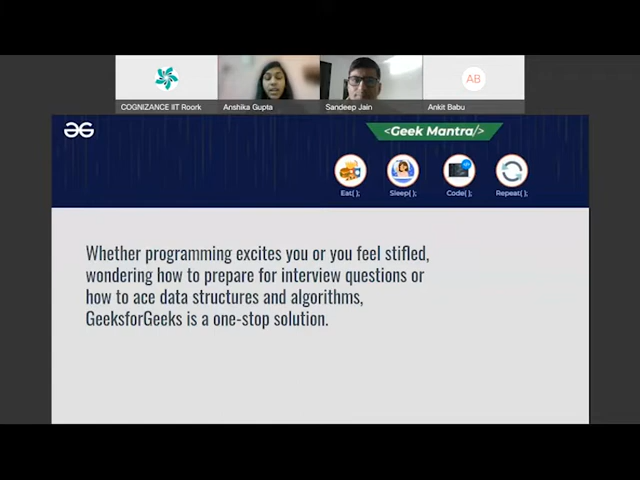 AB
COGNIZANCE IIT Roork
Anshika Gupta
Sandeep Jain
Ankit Babu
<Geek Mantra/>
Eat( );
Sleep( );
Code( );
Repeat( );
Whether programming excites you or you feel stifled,
wondering how to prepare for interview questions or
how to ace data structures and algorithms,
GeeksforGeeks is a one-stop solution.